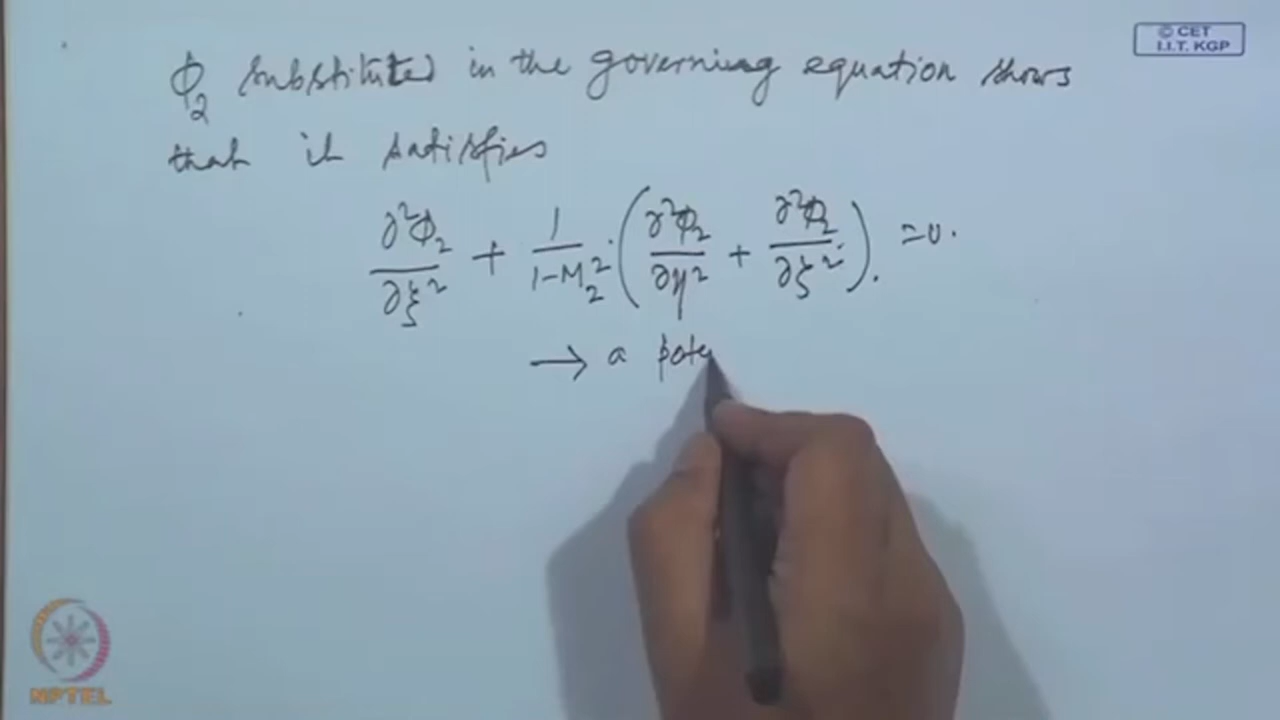 © CET
I.I.T. KGP
ϕ₂ substituted in the governing equation shows
that it satisfies
∂²ϕ₂/∂ξ² + 1/(1-M₂²) (∂²ϕ₂/∂η² + ∂²ϕ₂/∂ζ²) = 0.
→ a pote
NPTEL